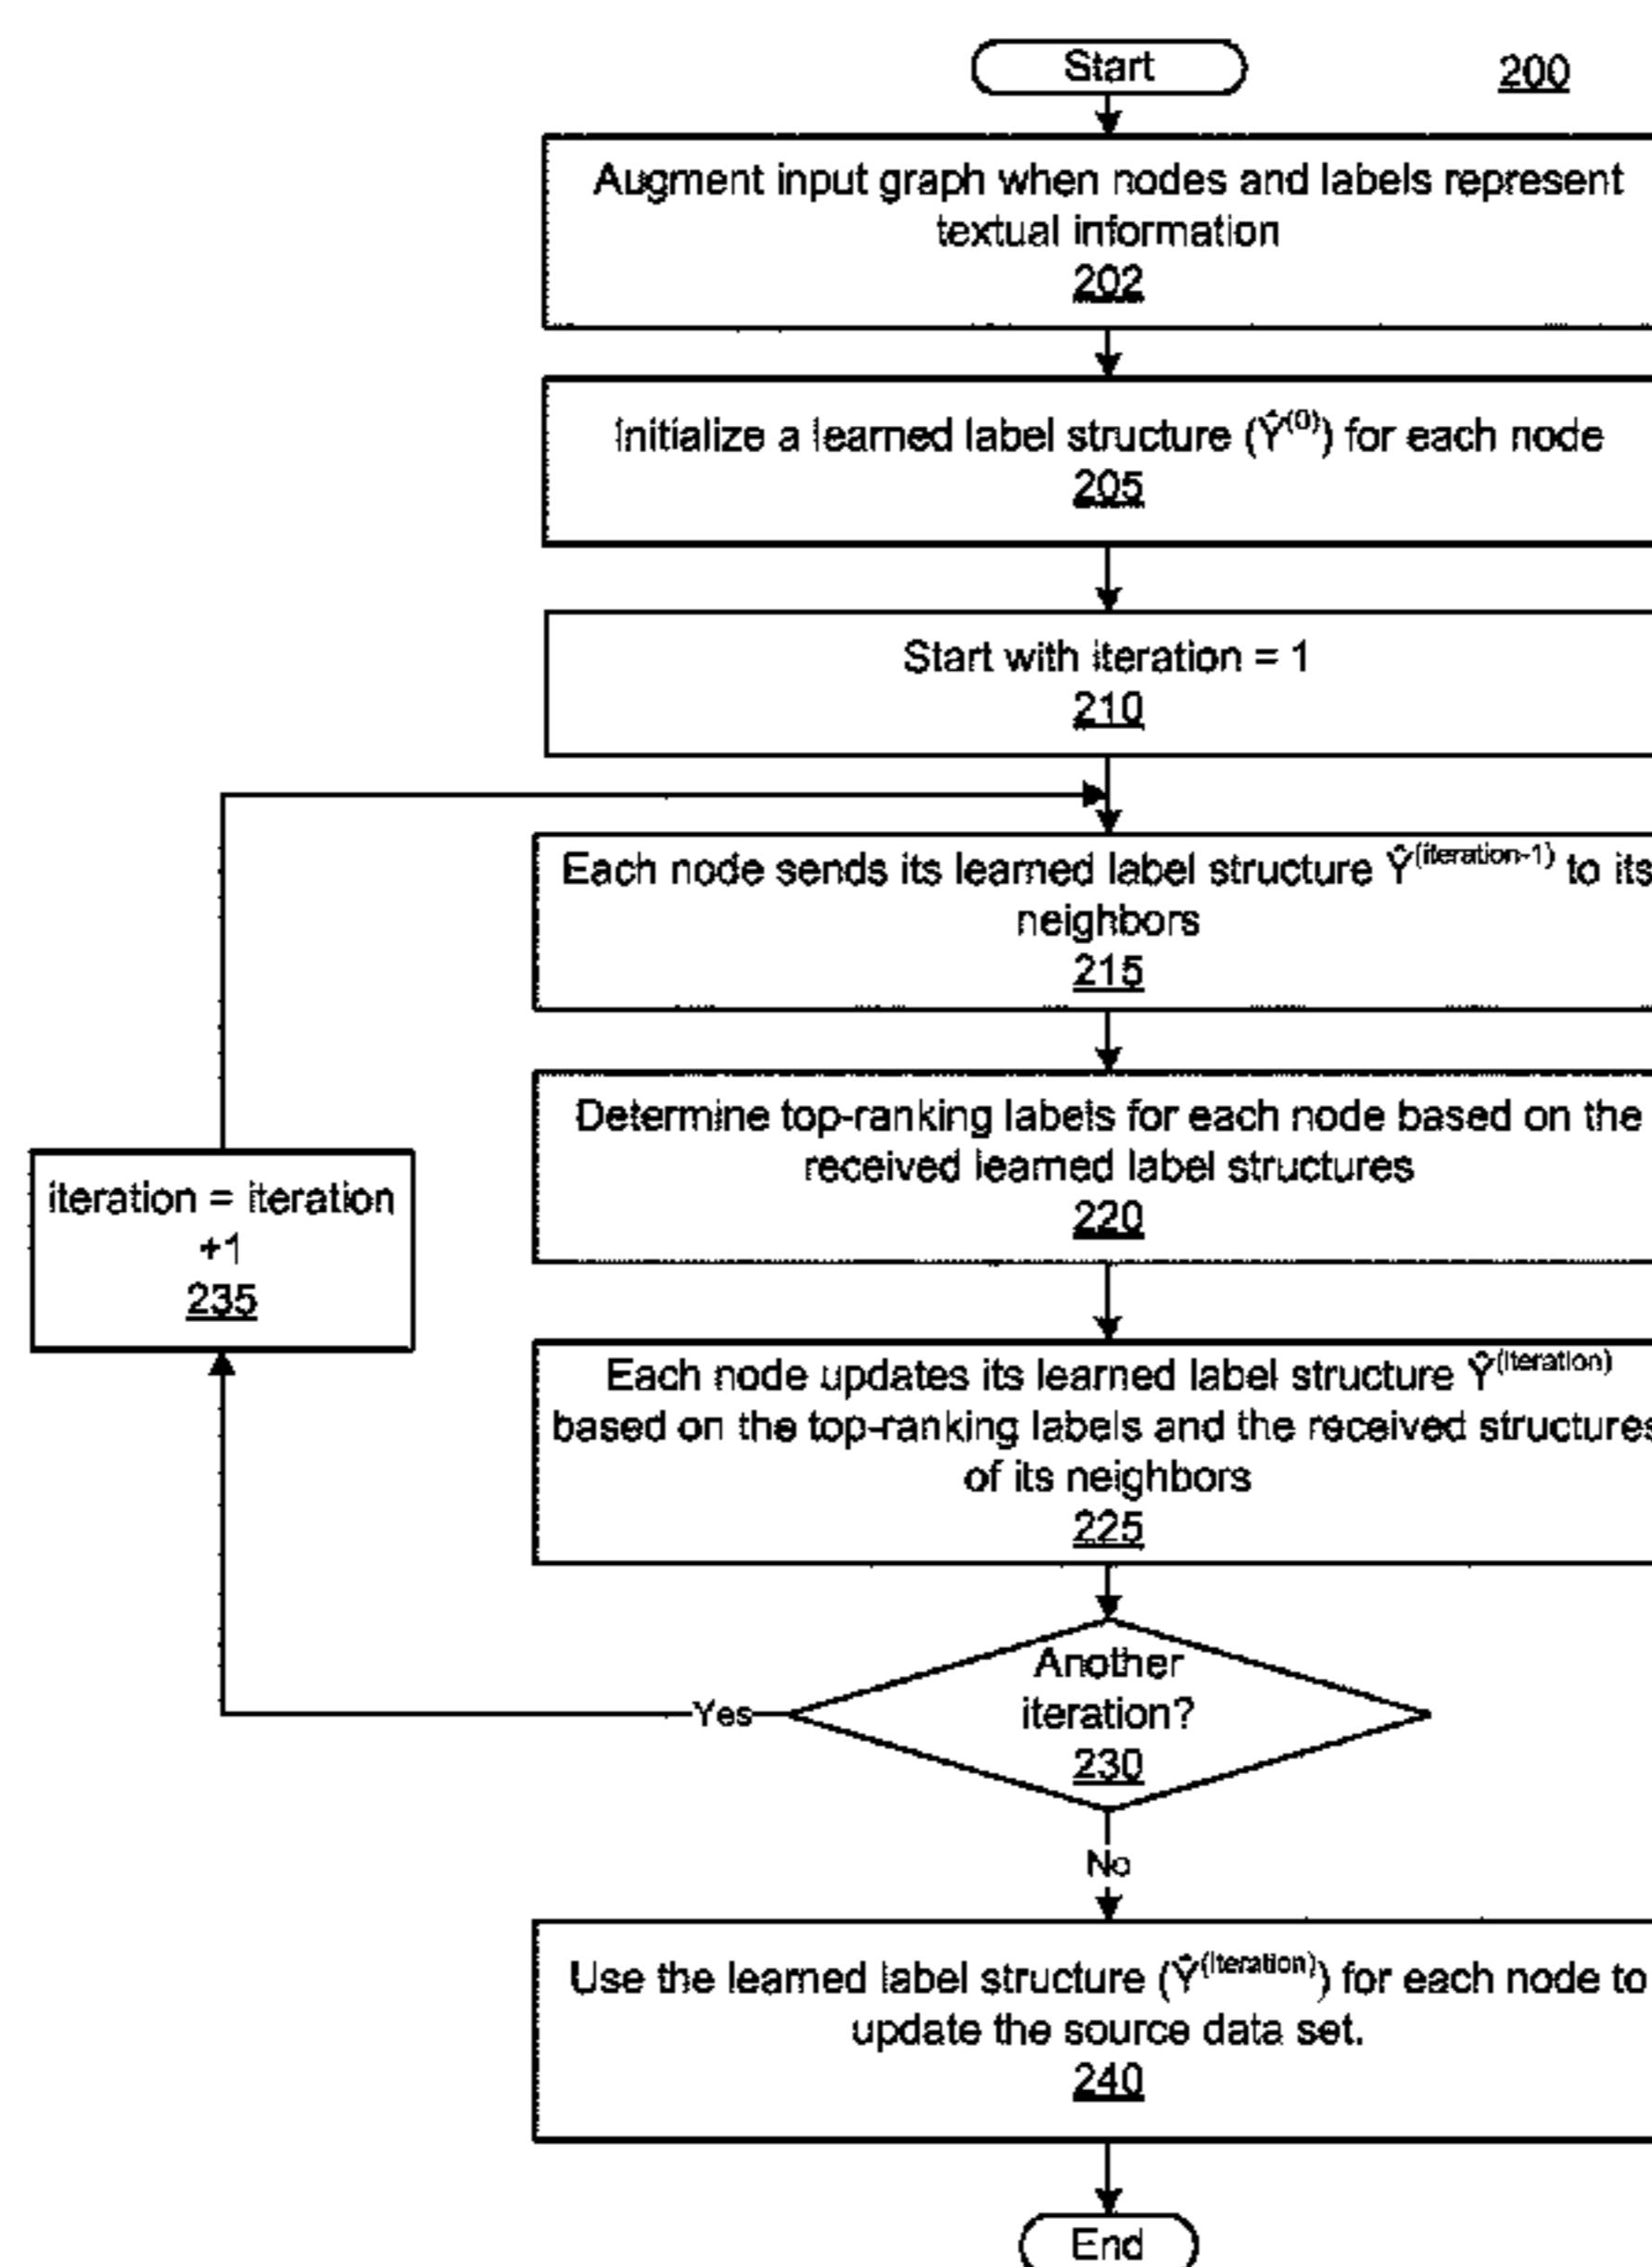 Start
200
Augment input graph when nodes and labels represent
textual information
202
Initialize a learned label structure (Ŷ⁽⁰⁾) for each node
205
Start with iteration = 1
210
Each node sends its learned label structure Ŷ⁽ⁱᵗᵉʳᵃᵗⁱᵒⁿ⁻¹⁾ to its
neighbors
215
Determine top-ranking labels for each node based on the
received learned label structures
220
iteration = iteration
+1
235
Each node updates its learned label structure Ŷ⁽ⁱᵗᵉʳᵃᵗⁱᵒⁿ⁾
based on the top-ranking labels and the received structures
of its neighbors
225
Another
iteration?
230
Yes
No
Use the learned label structure (Ŷ⁽ⁱᵗᵉʳᵃᵗⁱᵒⁿ⁾) for each node to
update the source data set.
240
End